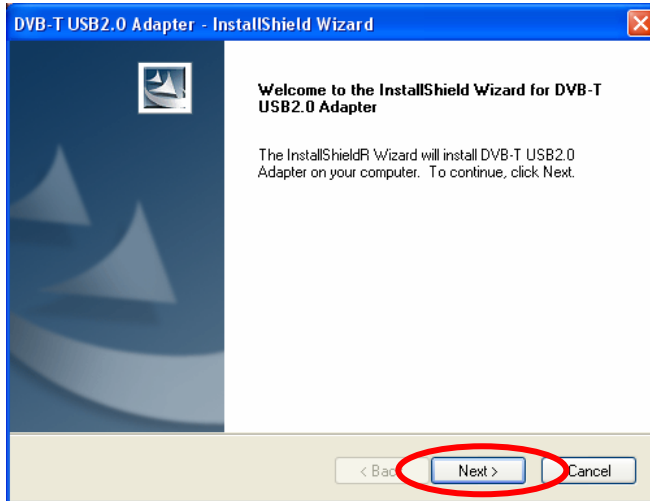 DVB-T USB2.0 Adapter - InstallShield Wizard
Welcome to the InstallShield Wizard for DVB-T
USB2.0 Adapter
The InstallShieldR Wizard will install DVB-T USB2.0
Adapter on your computer.  To continue, click Next.
< Bac Next > Cancel